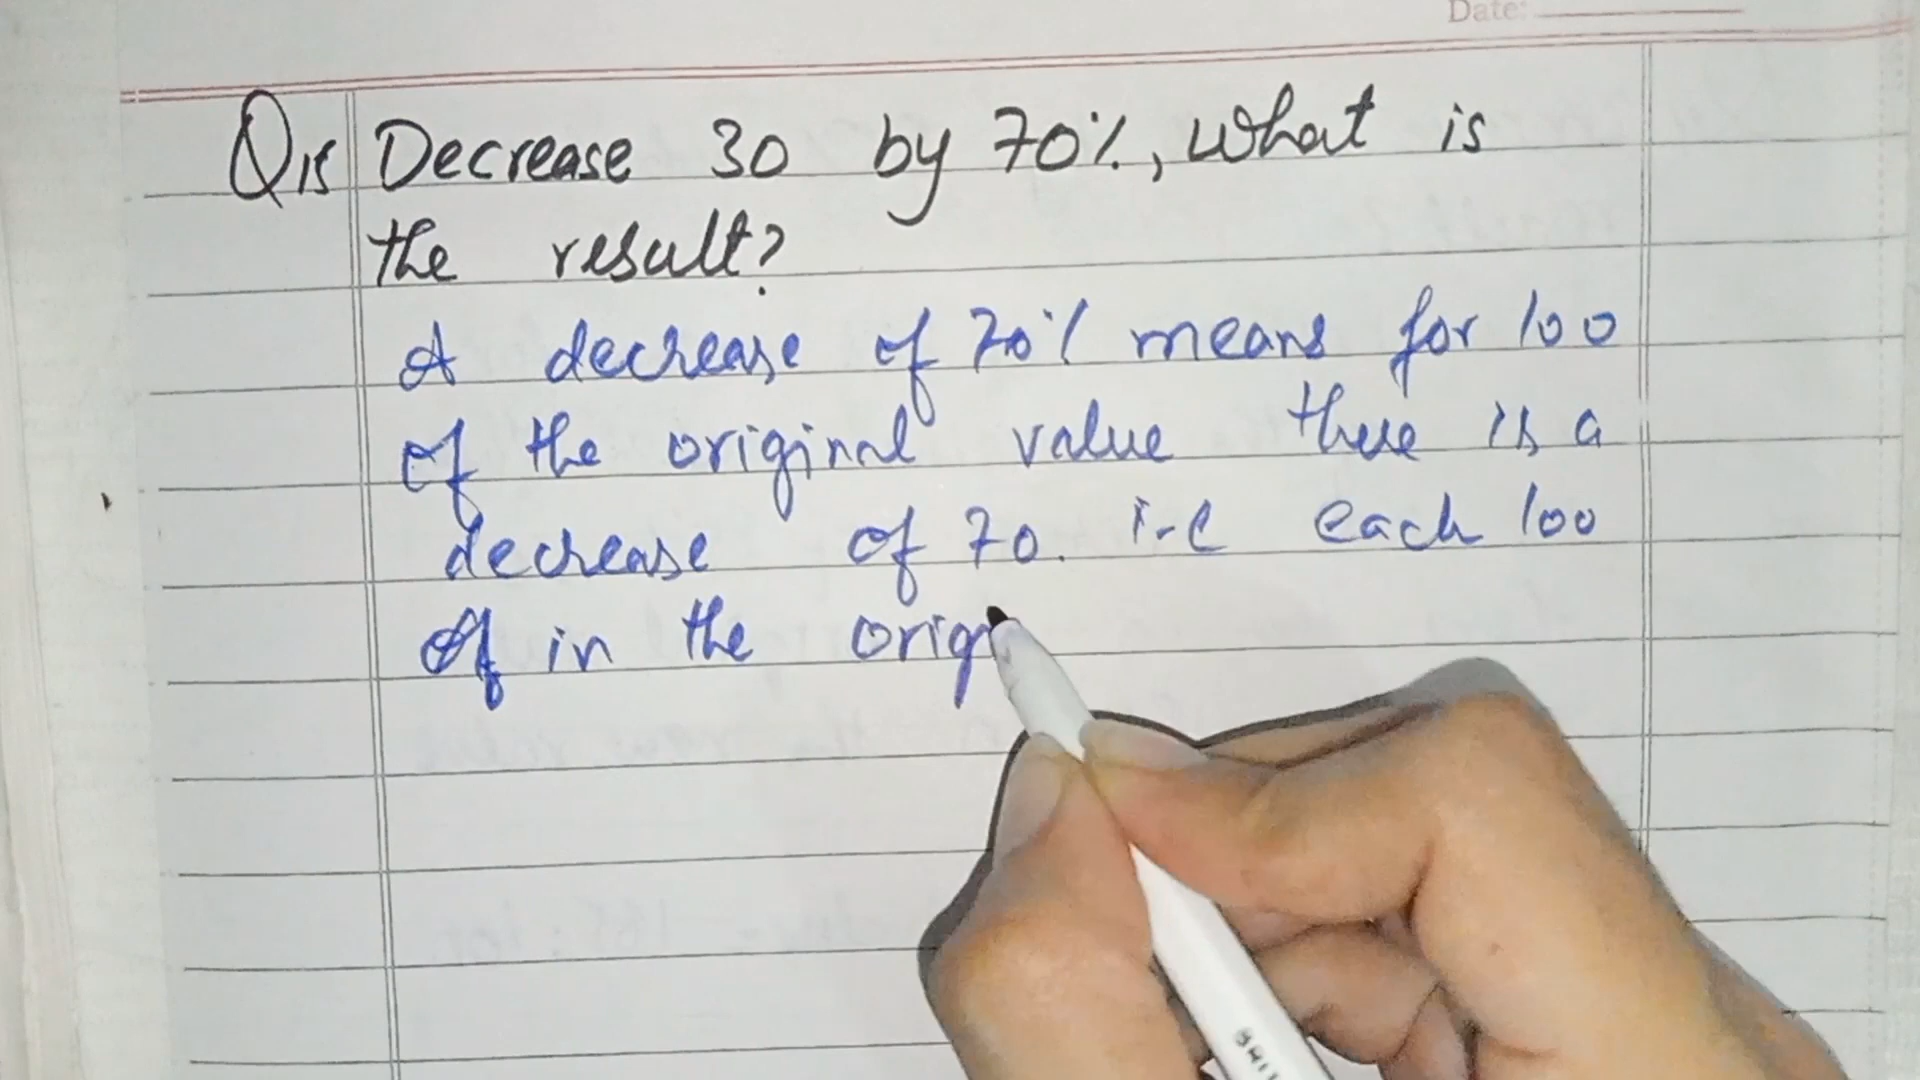 Date:
Q15 Decrease 30 by 70%, what is
the result?
A decrease of 70% means for 100
of the original value there is a
decrease of 70. i.e each 100
of in the orig